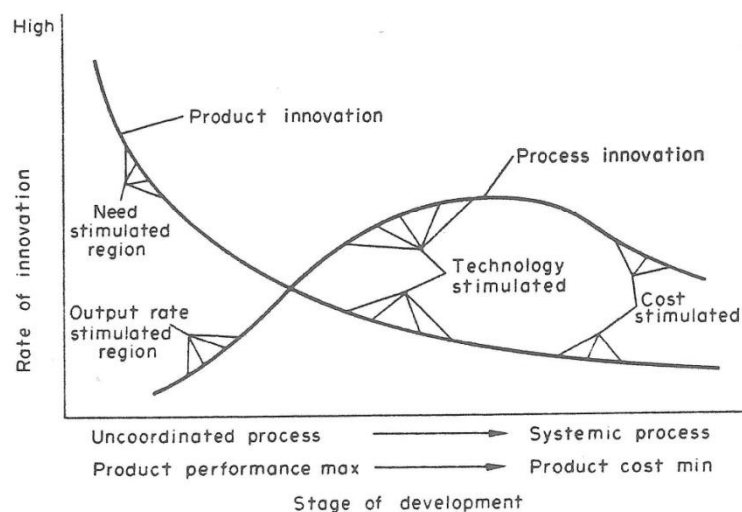 High
Product innovation
Process innovation
Need
stimulated
region
Technology
stimulated
Output rate
stimulated
region
Cost
stimulated
Rate of innovation
Uncoordinated process
Systemic process
Product performance max
Product cost min
Stage of development